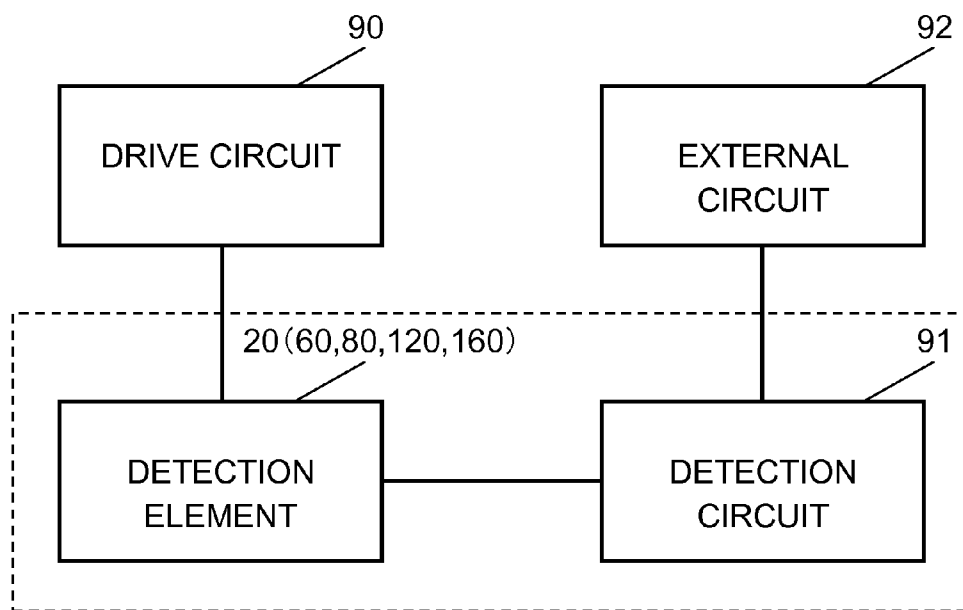 90
92
DRIVE CIRCUIT
EXTERNAL
CIRCUIT
20(60,80,120,160)
91
DETECTION
ELEMENT
DETECTION
CIRCUIT